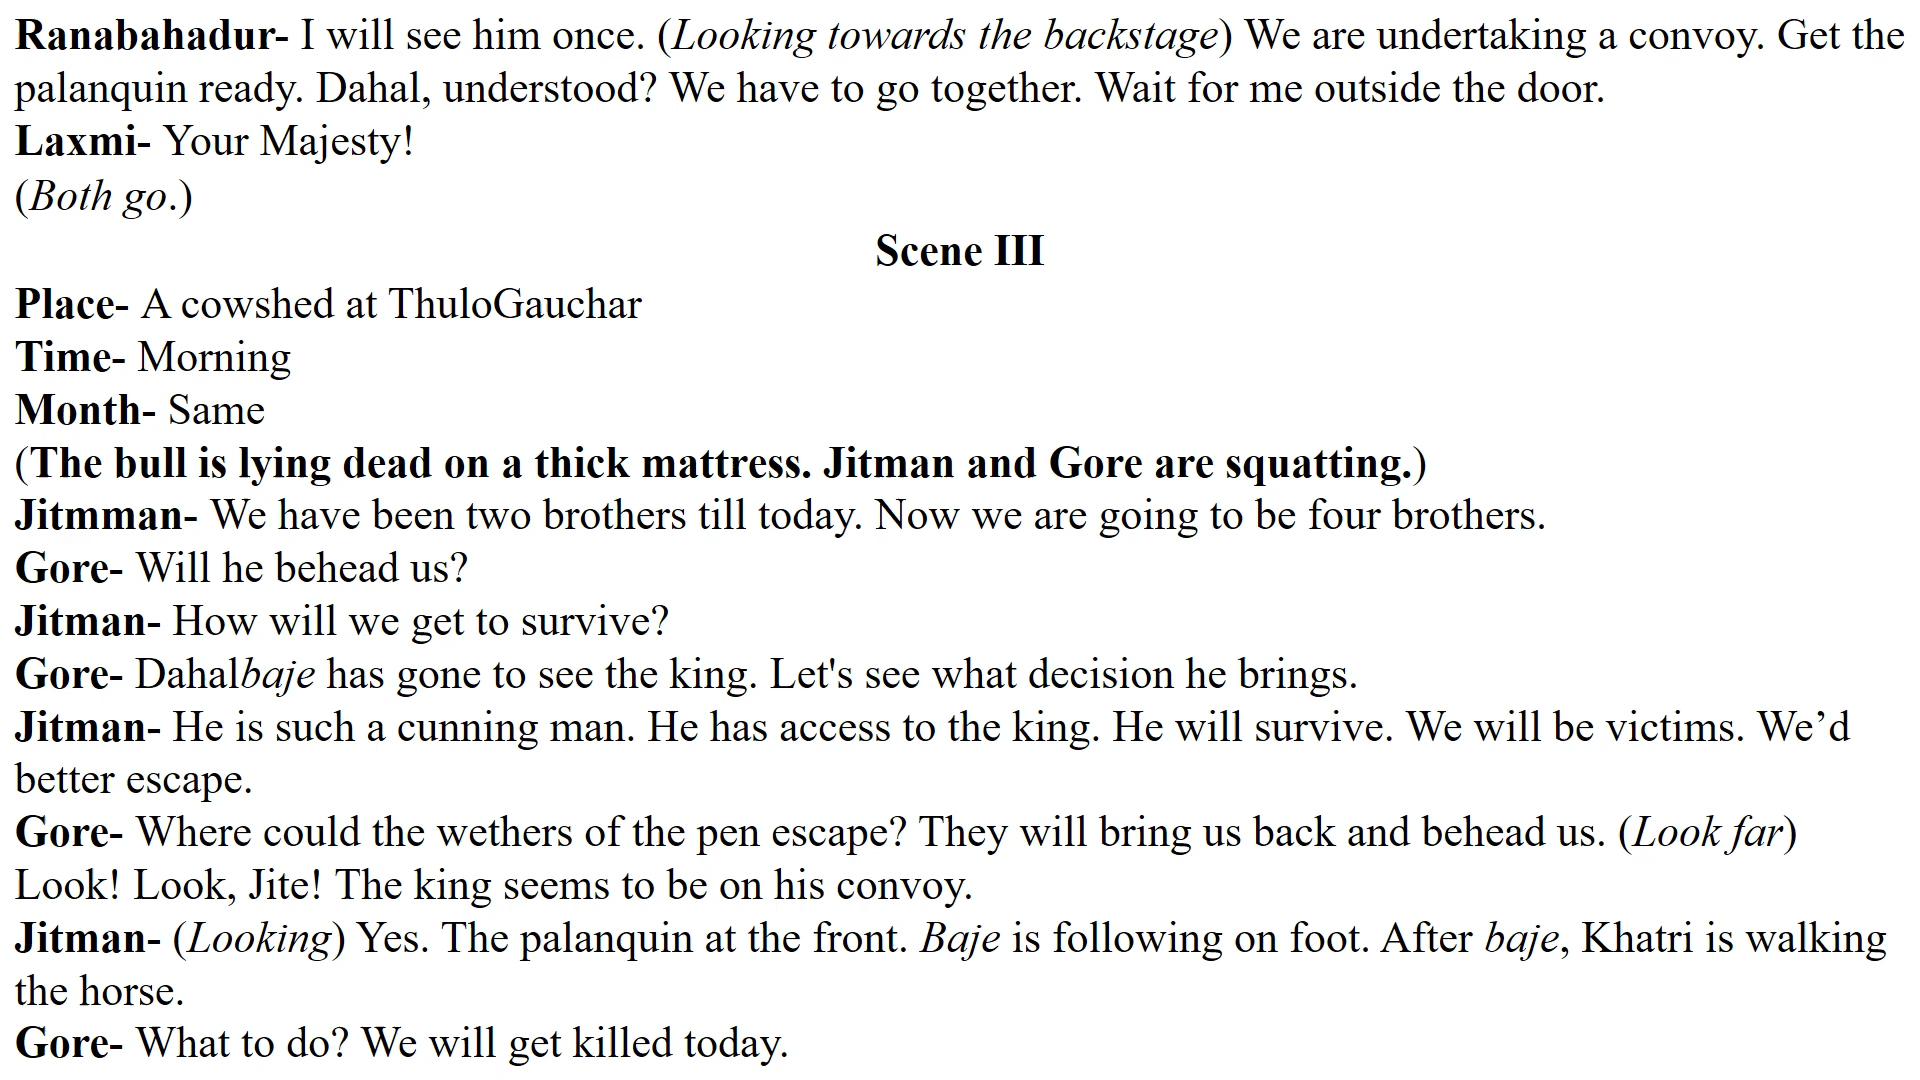 Ranabahadur- I will see him once. (Looking towards the backstage) We are undertaking a convoy. Get the
palanquin ready. Dahal, understood? We have to go together. Wait for me outside the door.
Laxmi- Your Majesty!
(Both go.)
Scene III
Place- A cowshed at ThuloGauchar
Time- Morning
Month- Same
(The bull is lying dead on a thick mattress. Jitman and Gore are squatting.)
Jitmman- We have been two brothers till today. Now we are going to be four brothers.
Gore- Will he behead us?
Jitman- How will we get to survive?
Gore- Dahalbaje has gone to see the king. Let's see what decision he brings.
Jitman- He is such a cunning man. He has access to the king. He will survive. We will be victims. We’d
better escape.
Gore- Where could the wethers of the pen escape? They will bring us back and behead us. (Look far)
Look! Look, Jite! The king seems to be on his convoy.
Jitman- (Looking) Yes. The palanquin at the front. Baje is following on foot. After baje, Khatri is walking
the horse.
Gore- What to do? We will get killed today.